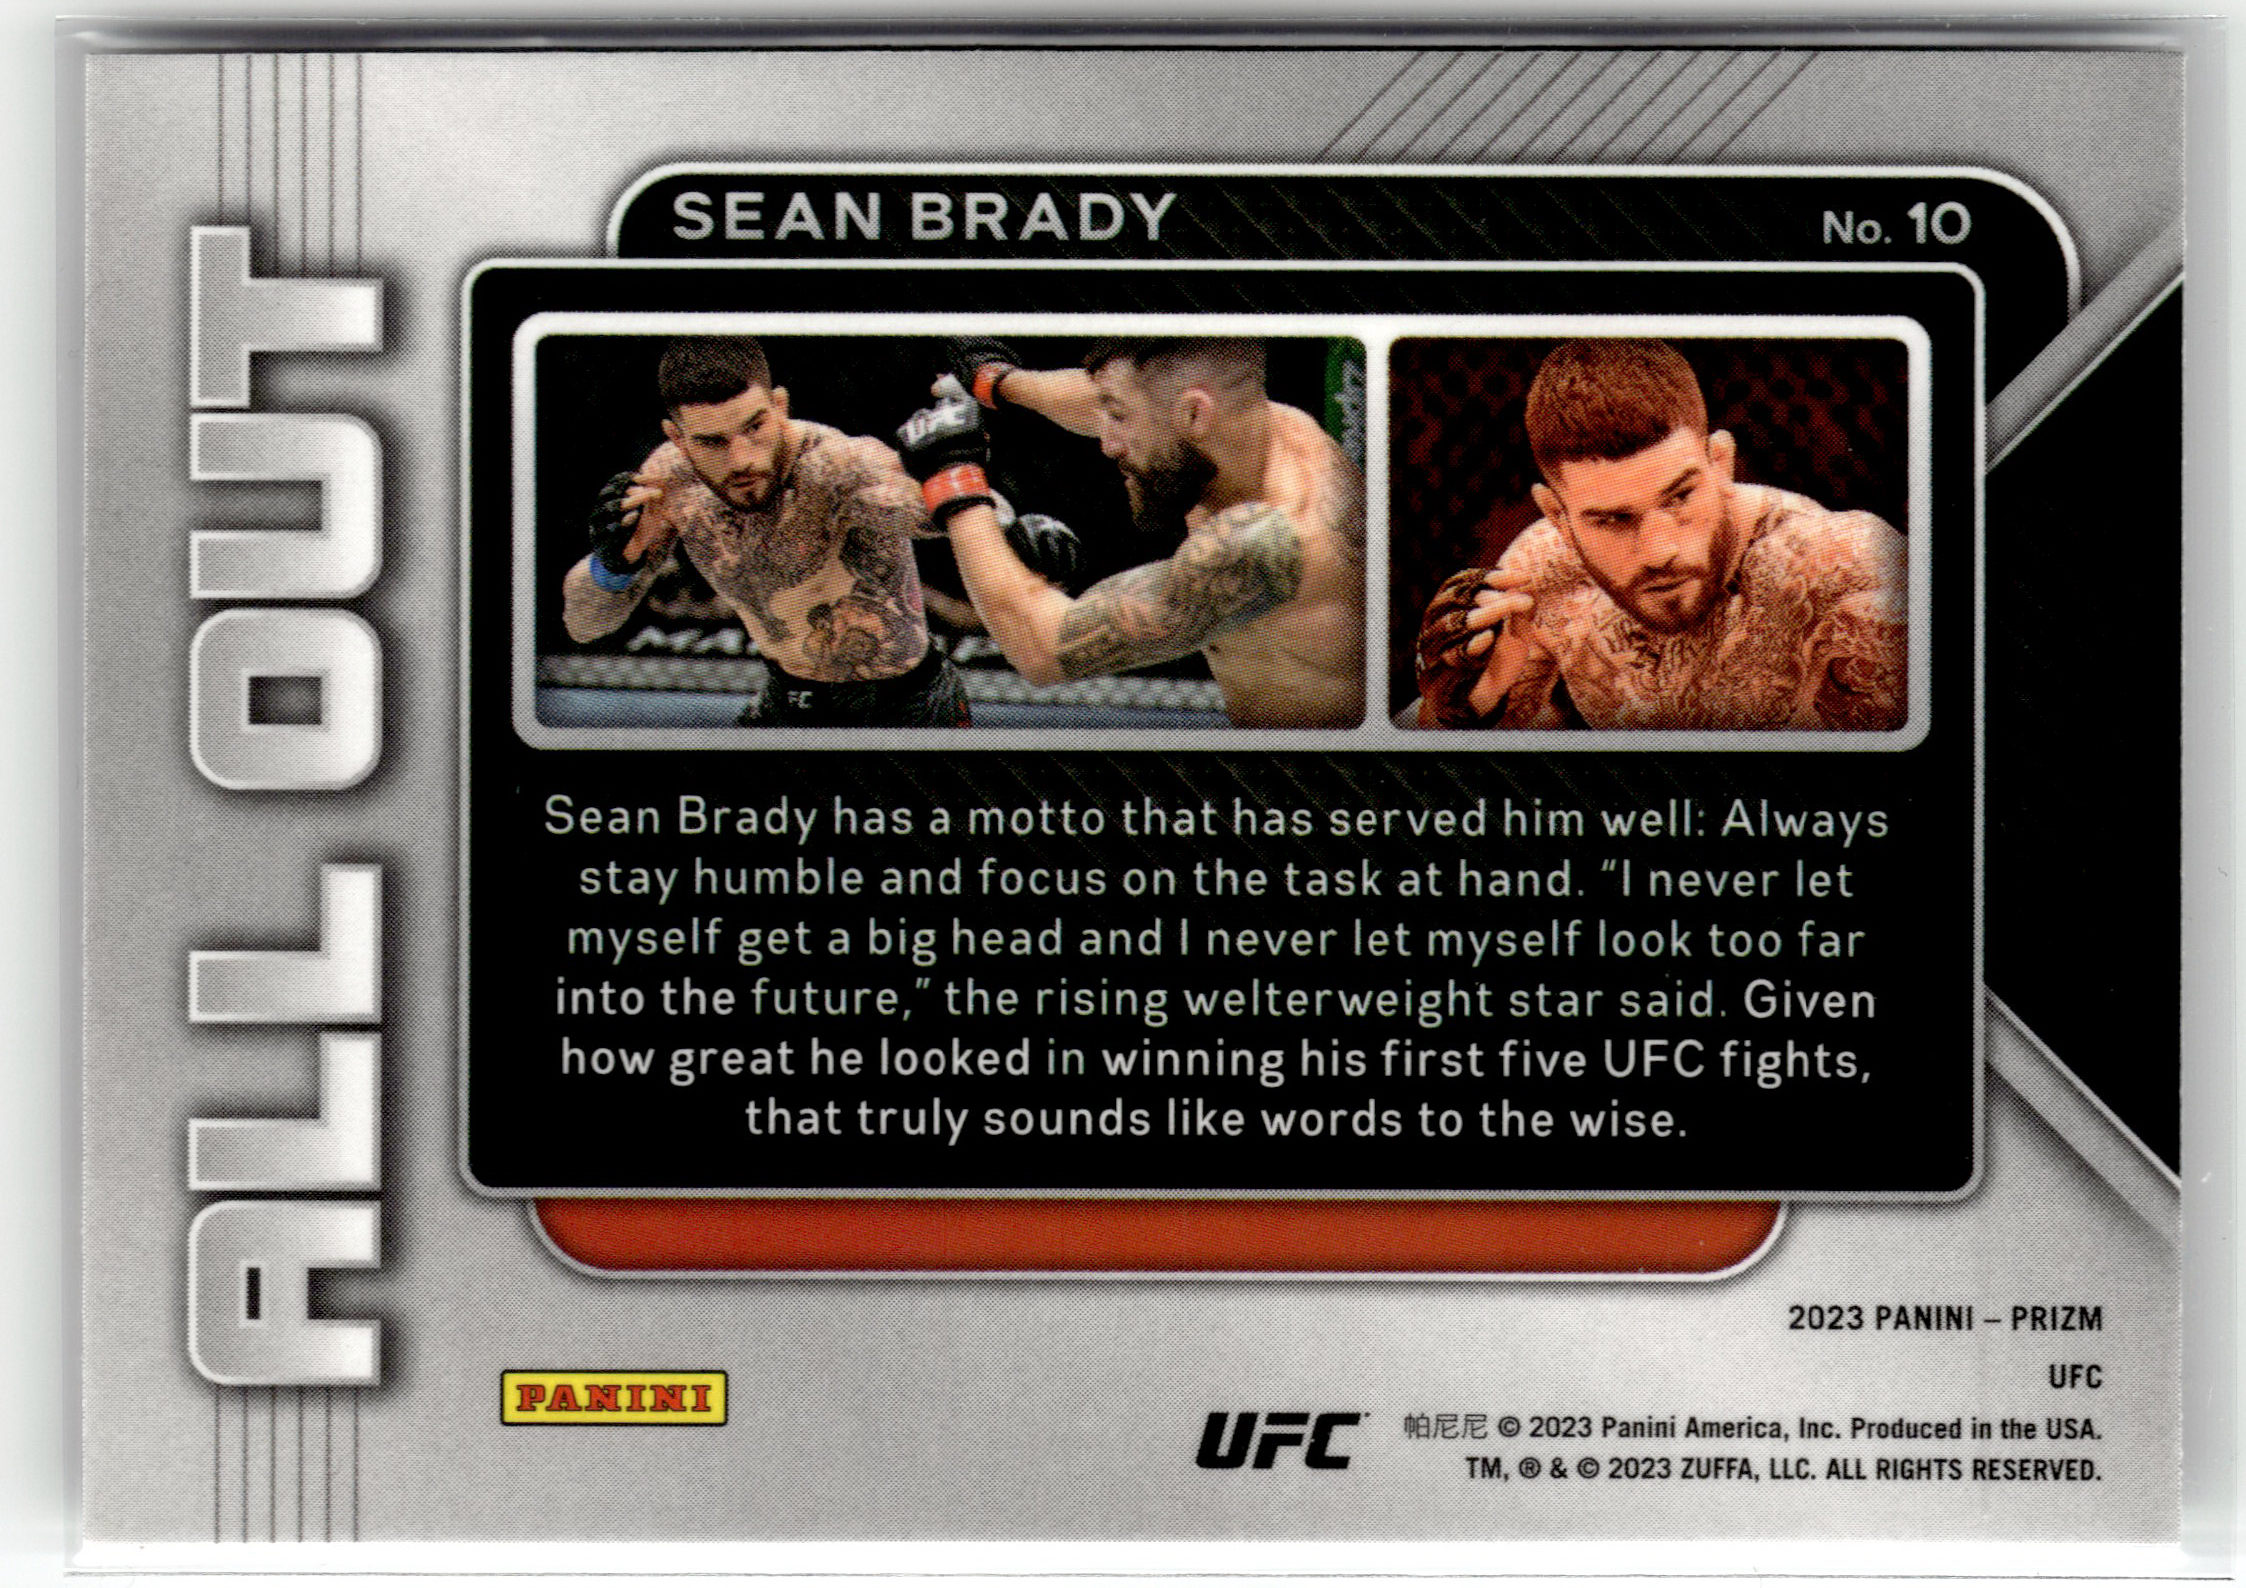 SEAN BRADY
No. 10
ALL OUT
UFC
FC
Sean Brady has a motto that has served him well: Always
stay humble and focus on the task at hand. “I never let
myself get a big head and I never let myself look too far
into the future,” the rising welterweight star said. Given
how great he looked in winning his first five UFC fights,
that truly sounds like words to the wise.
2023 PANINI – PRIZM
UFC
PANINI
UFC
帕尼尼 © 2023 Panini America, Inc. Produced in the USA.
TM, ® & © 2023 ZUFFA, LLC. ALL RIGHTS RESERVED.